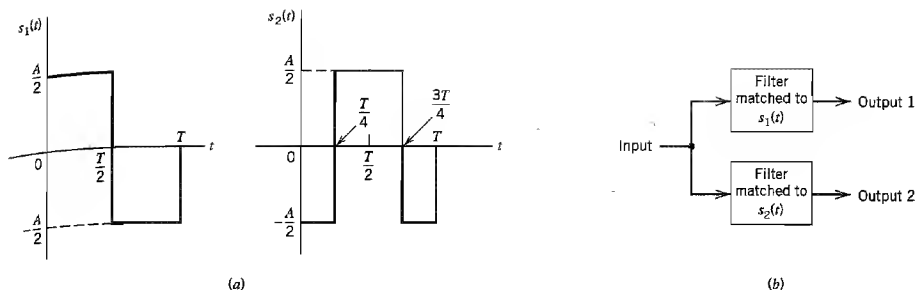 s₁(t)
A/2
0
T/2
T
t
-A/2
s₂(t)
A/2
T/4
3T/4
0
T/2
T
t
-A/2
(a)
Input
Filter
matched to
s₁(t)
Output 1
Filter
matched to
s₂(t)
Output 2
(b)